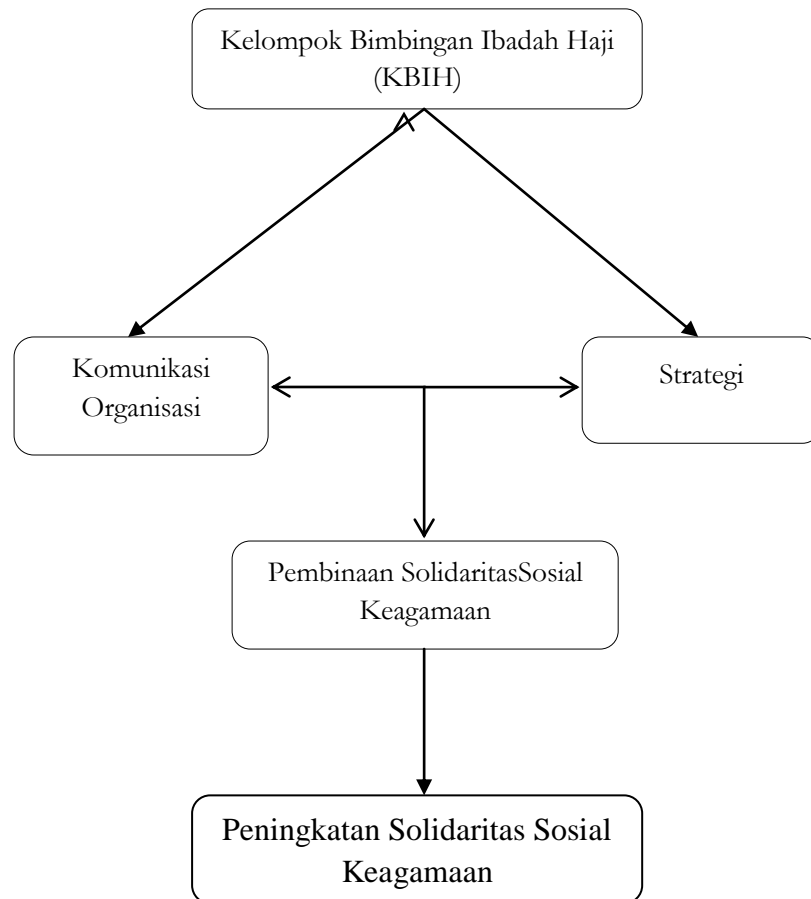 Kelompok Bimbingan Ibadah Haji
(KBIH)
Komunikasi
Organisasi
Strategi
Pembinaan SolidaritasSosial
Keagamaan
Peningkatan Solidaritas Sosial
Keagamaan